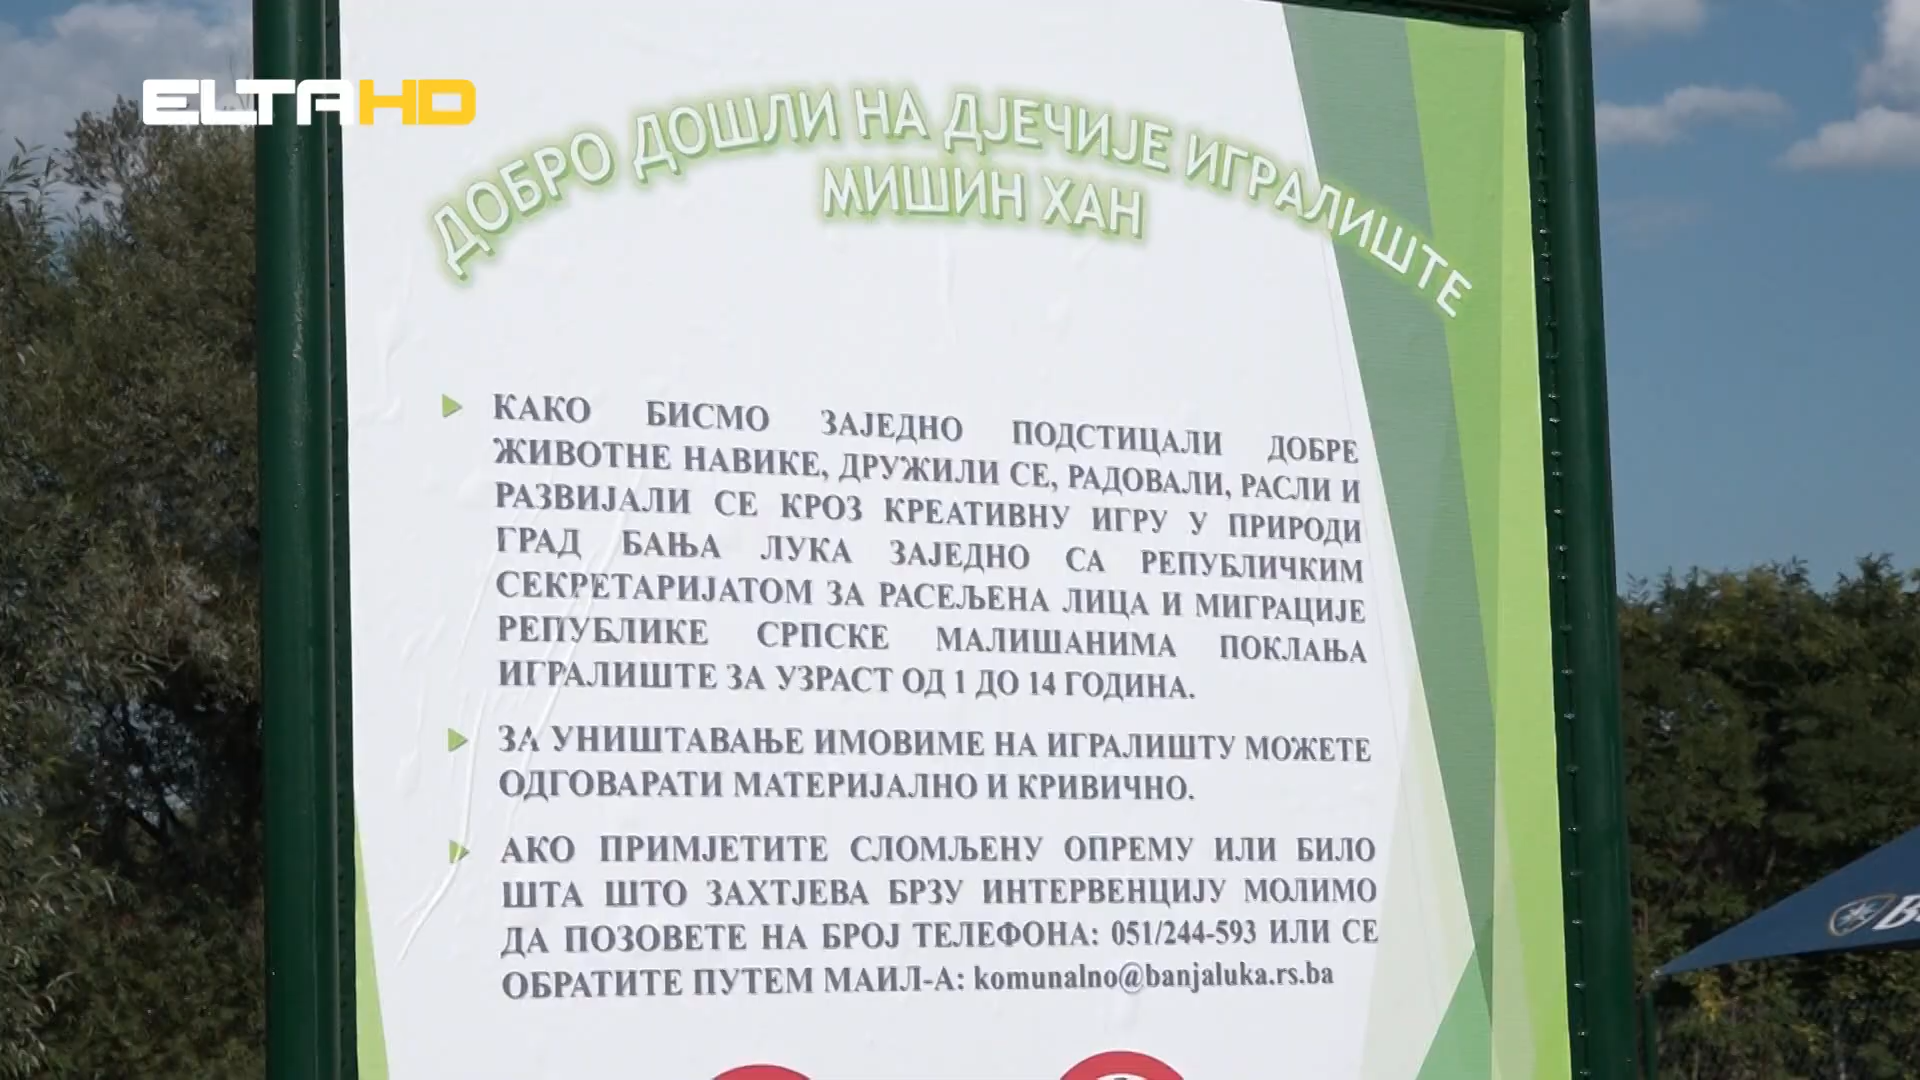 ELTAHD
ДОБРО ДОШЛИ НА ДЈЕЧИЈЕ ИГРАЛИШТЕ
МИШИН ХАН
КАКО БИСМО ЗАЈЕДНО ПОДСТИЦАЛИ ДОБРЕ
ЖИВОТНЕ НАВИКЕ, ДРУЖИЛИ СЕ, РАДОВАЛИ, РАСЛИ И
РАЗВИЈАЛИ СЕ КРОЗ КРЕАТИВНУ ИГРУ У ПРИРОДИ
ГРАД БАЊА ЛУКА ЗАЈЕДНО СА РЕПУБЛИЧКИМ
СЕКРЕТАРИЈАТОМ ЗА РАСЕЉЕНА ЛИЦА И МИГРАЦИЈЕ
РЕПУБЛИКЕ СРПСКЕ МАЛИШАНИМА ПОКЛАЊА
ИГРАЛИШТЕ ЗА УЗРАСТ ОД 1 ДО 14 ГОДИНА.
ЗА УНИШТАВАЊЕ ИМОВИМЕ НА ИГРАЛИШТУ МОЖЕТЕ
ОДГОВАРАТИ МАТЕРИЈАЛНО И КРИВИЧНО.
АКО ПРИМЈЕТИТЕ СЛОМЉЕНУ ОПРЕМУ ИЛИ БИЛО
ШТА ШТО ЗАХТЈЕВА БРЗУ ИНТЕРВЕНЦИЈУ МОЛИМО
ДА ПОЗОВЕТЕ НА БРОЈ ТЕЛЕФОНА: 051/244-593 ИЛИ СЕ
ОБРАТИТЕ ПУТЕМ МАИЛ-А: komunalno@banjaluka.rs.ba